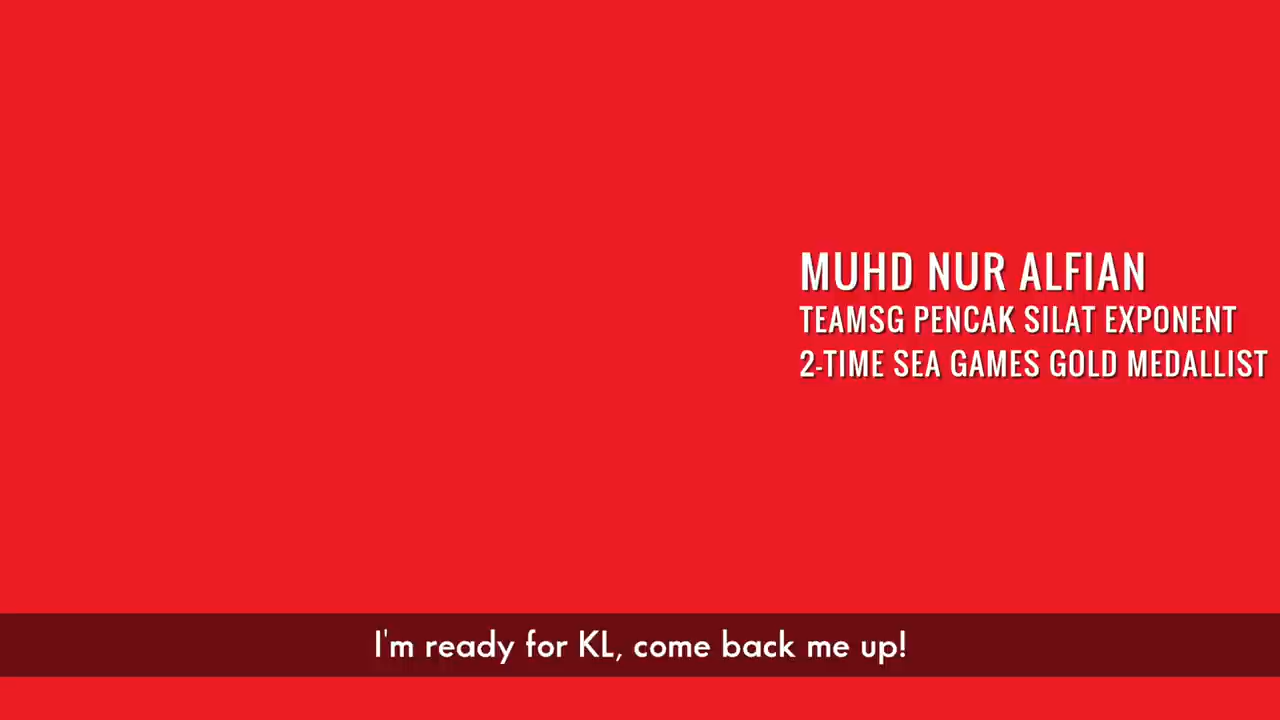 MUHD NUR ALFIAN
TEAMSG PENCAK SILAT EXPONENT
2-TIME SEA GAMES GOLD MEDALLIST
I'm ready for KL, come back me up!